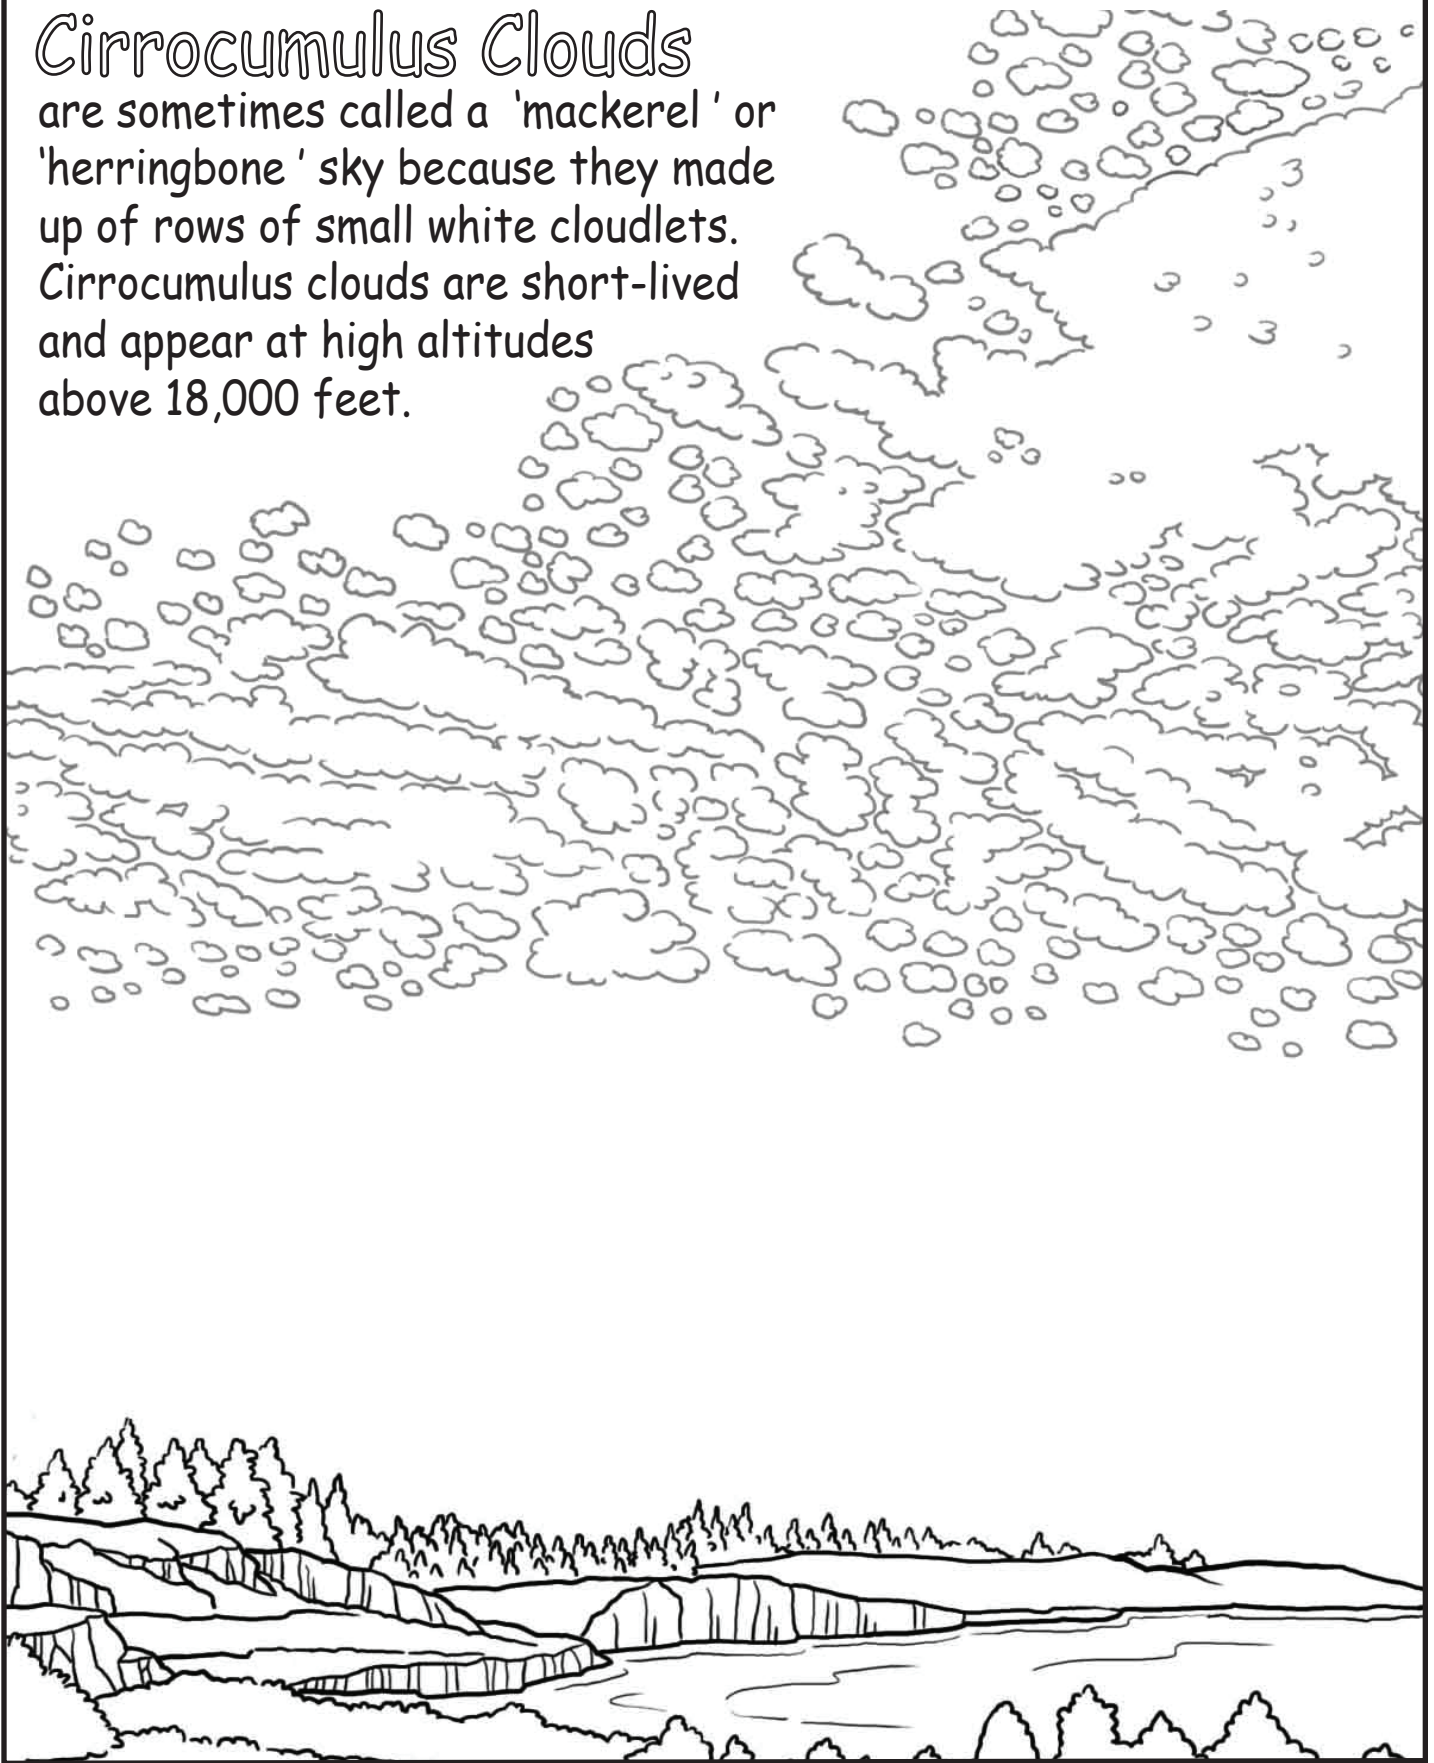 Cirrocumulus Clouds
are sometimes called a 'mackerel ' or
'herringbone ' sky because they made
up of rows of small white cloudlets.
Cirrocumulus clouds are short-lived
and appear at high altitudes
above 18,000 feet.